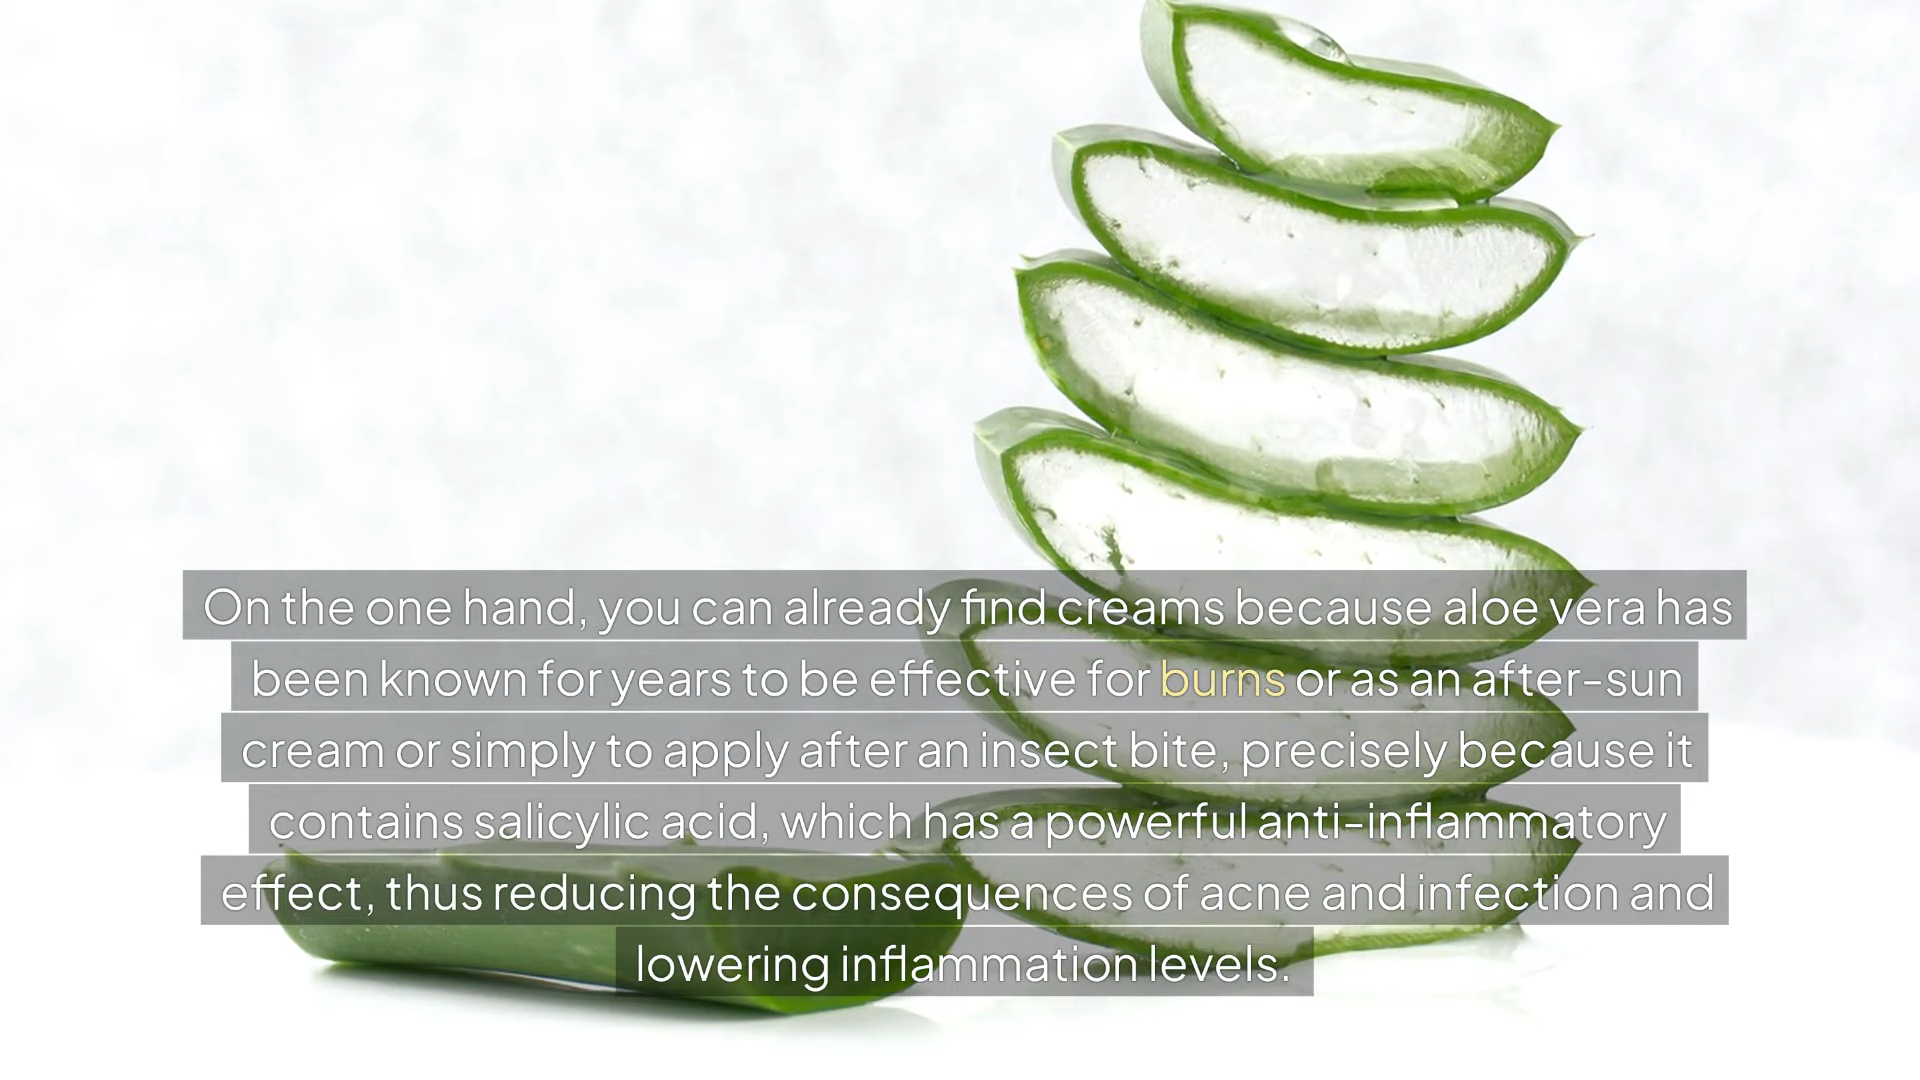 On the one hand, you can already find creams because aloe vera has
been known for years to be effective for burns or as an after-sun
cream or simply to apply after an insect bite, precisely because it
contains salicylic acid, which has a powerful anti-inflammatory
effect, thus reducing the consequences of acne and infection and
lowering inflammation levels.